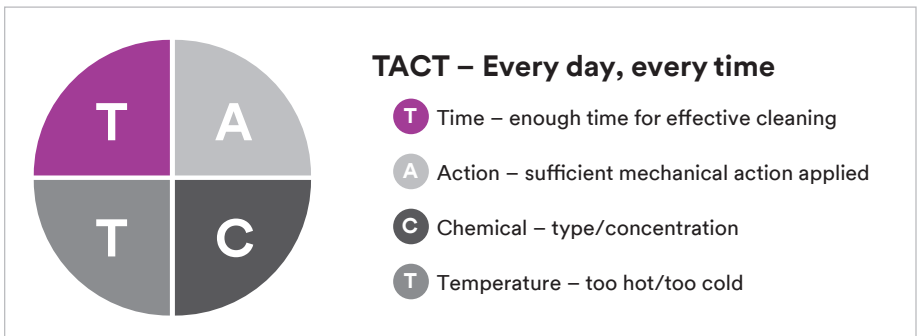 T A
T C
TACT – Every day, every time
T Time – enough time for effective cleaning
A Action – sufficient mechanical action applied
C Chemical – type/concentration
T Temperature – too hot/too cold